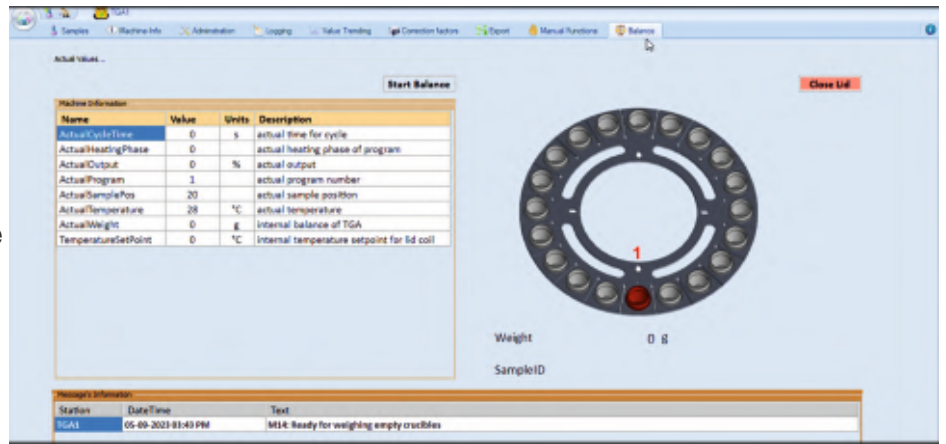 TGA1
Samples Machine Info Administration Logging Value Trending Correction factors Export Manual Functions Balance
Actual Values ...
Start Balance Close Lid
Machine Information
Name Value Units Description
ActualCycleTime 0 s actual time for cycle
ActualHeatingPhase 0 actual heating phase of program
ActualOutput 0 % actual output
ActualProgram 1 actual program number
ActualSamplePos 20 actual sample position
ActualTemperature 28 °C actual temperature
ActualWeight 0 g internal balance of TGA
TemperatureSetPoint 0 °C internal temperature setpoint for lid coil
1
Weight 0 g
SampleID
Message's Information
Station DateTime Text
TGA1 05-09-2023 03:43 PM M14: Ready for weighing empty crucibles